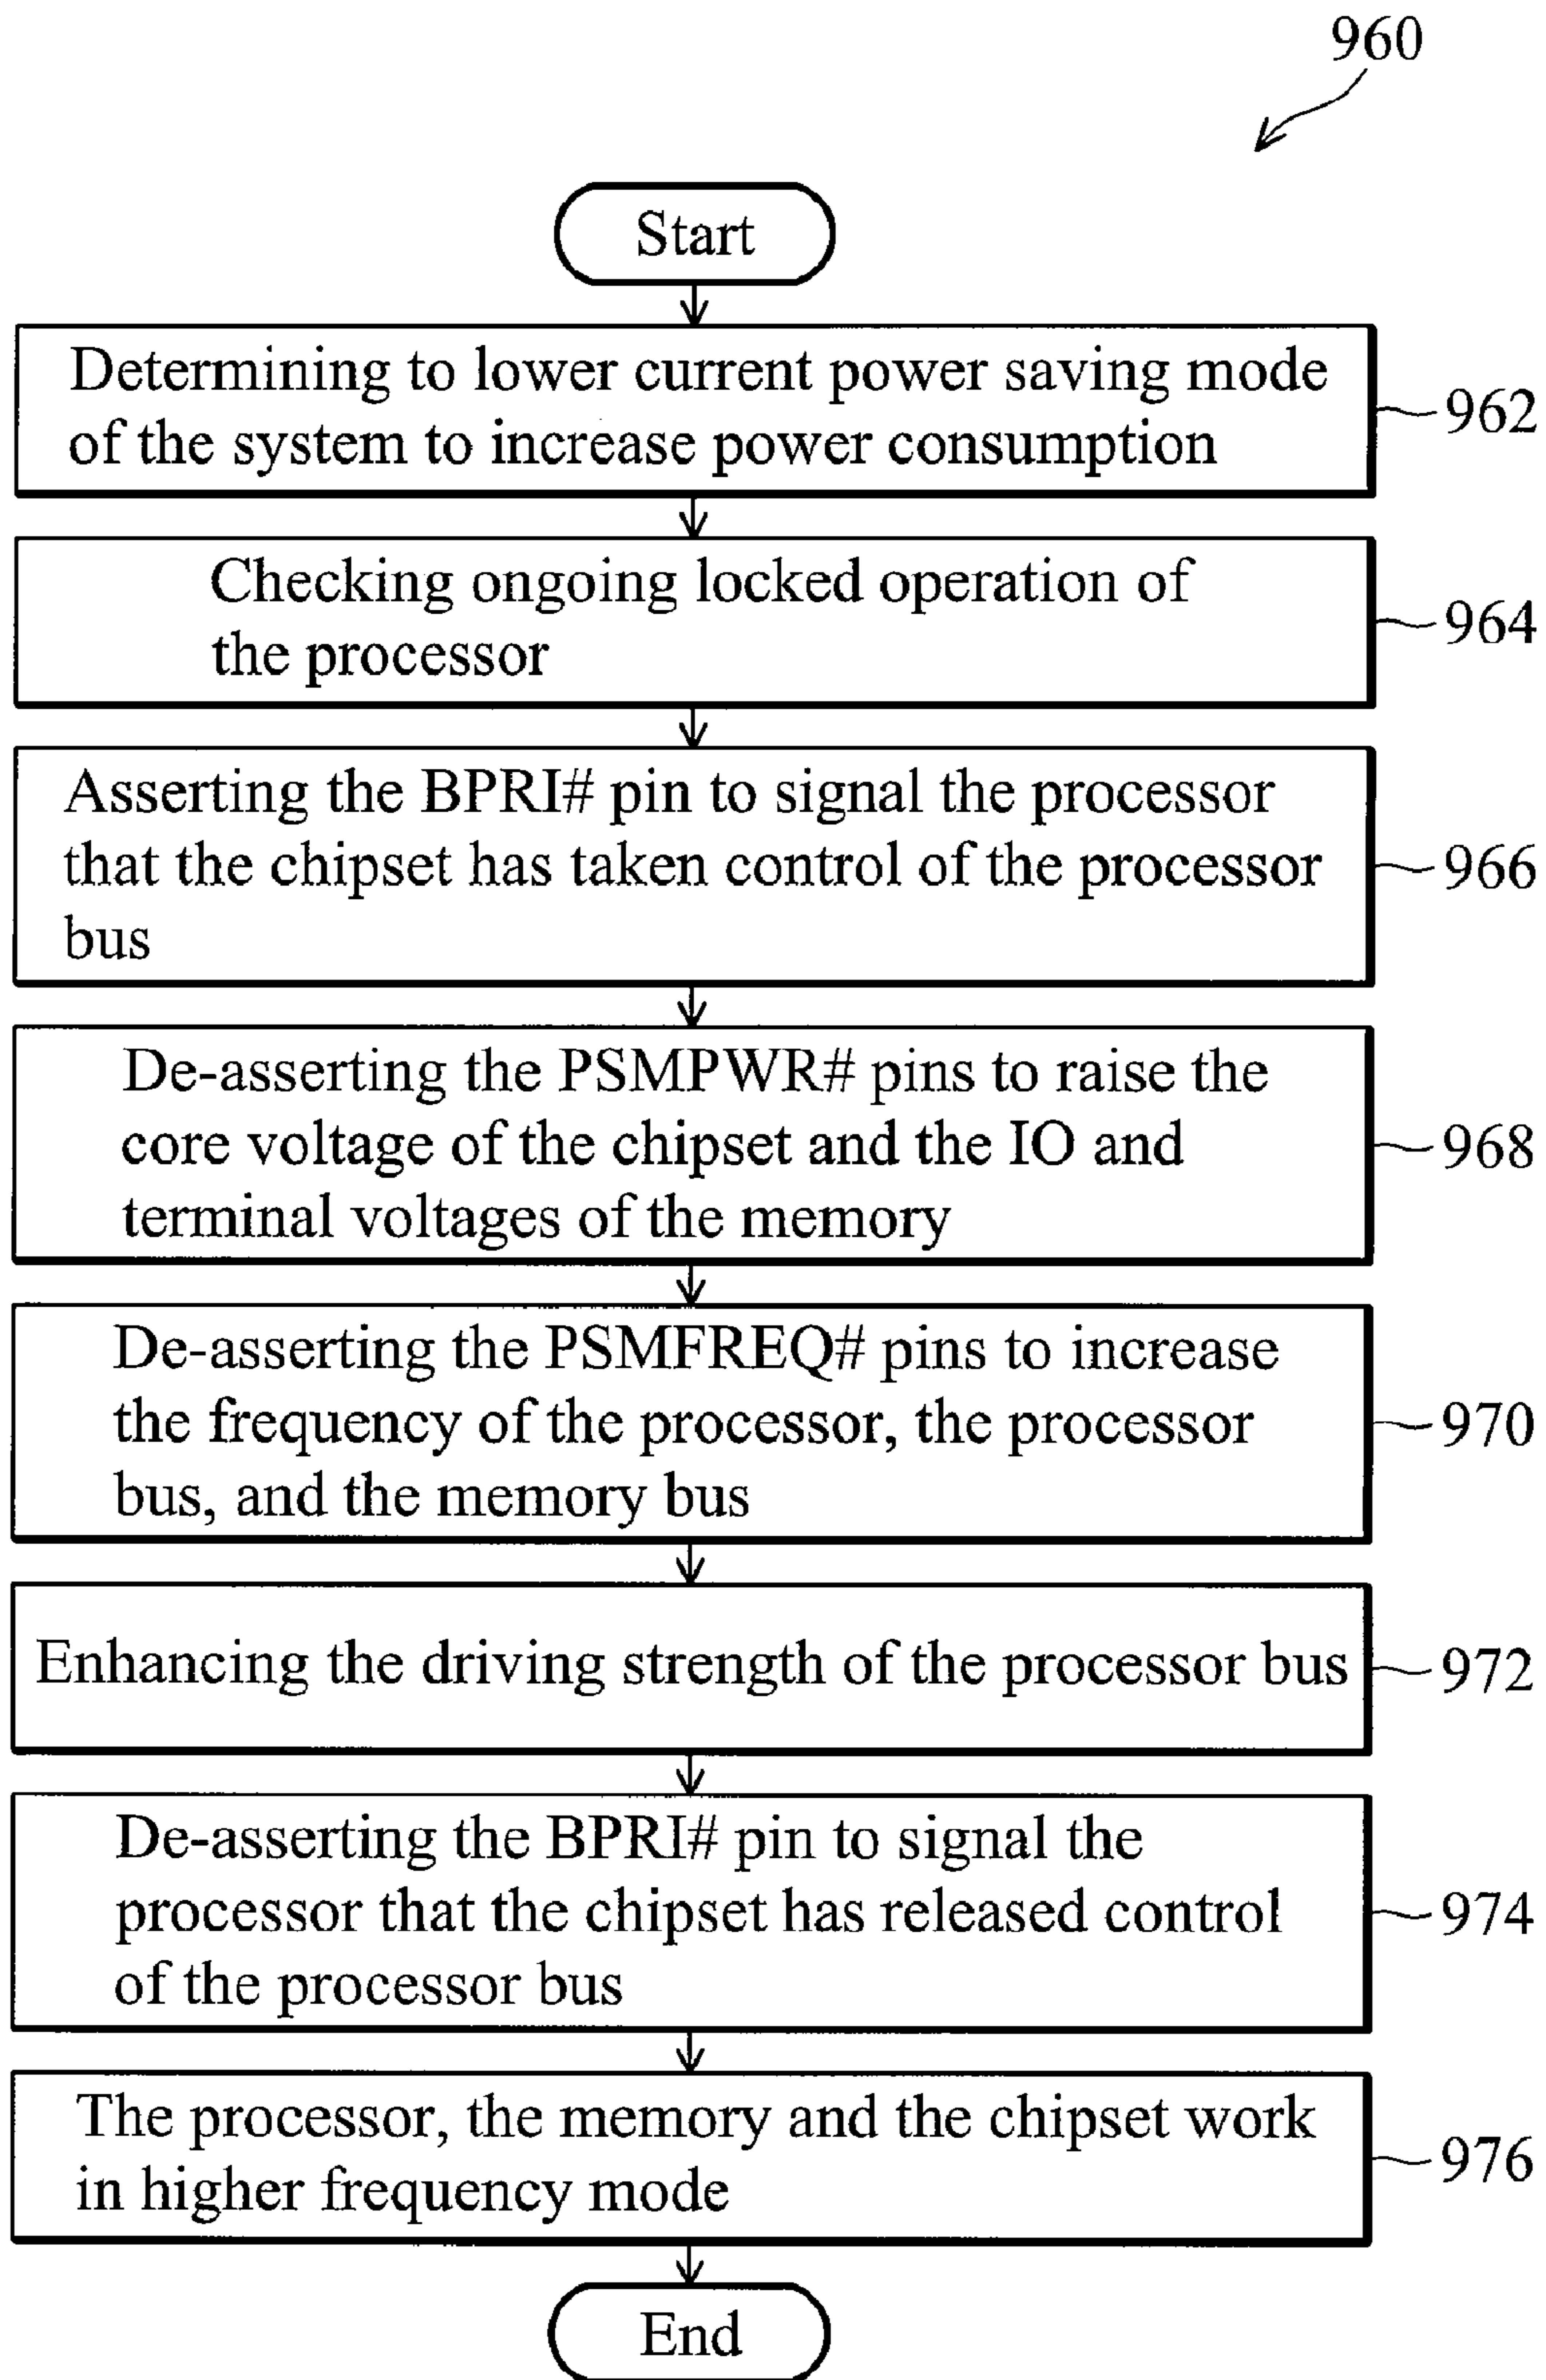 960
Start
Determining to lower current power saving mode
of the system to increase power consumption
962
Checking ongoing locked operation of
the processor
964
Asserting the BPRI# pin to signal the processor
that the chipset has taken control of the processor
bus
966
De-asserting the PSMPWR# pins to raise the
core voltage of the chipset and the IO and
terminal voltages of the memory
968
De-asserting the PSMFREQ# pins to increase
the frequency of the processor, the processor
bus, and the memory bus
970
Enhancing the driving strength of the processor bus
972
De-asserting the BPRI# pin to signal the
processor that the chipset has released control
of the processor bus
974
The processor, the memory and the chipset work
in higher frequency mode
976
End